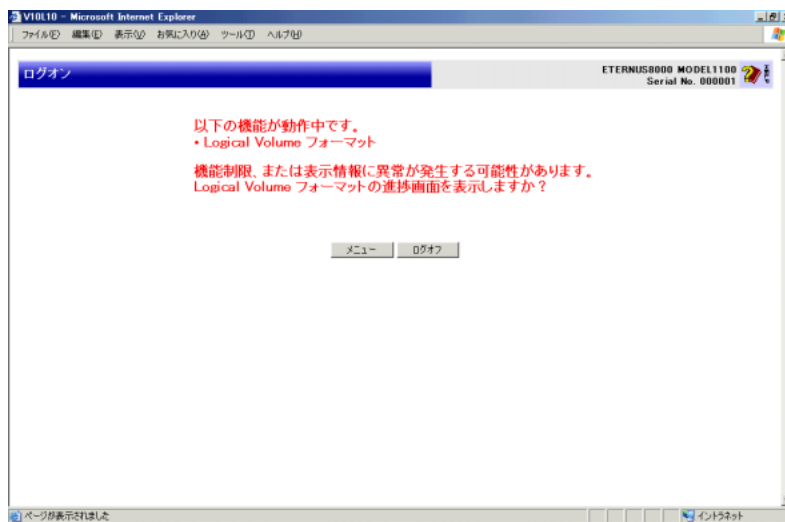 V10L10 - Microsoft Internet Explorer
ファイル(F) 編集(E) 表示(V) お気に入り(A) ツール(T) ヘルプ(H)
ログオン
ETERNUS8000 MODEL1100
Serial No. 000001
以下の機能が動作中です。
・Logical Volume フォーマット
機能制限、または表示情報に異常が発生する可能性があります。
Logical Volume フォーマットの進捗画面を表示しますか？
メニュー ログオフ
ページが表示されました イントラネット